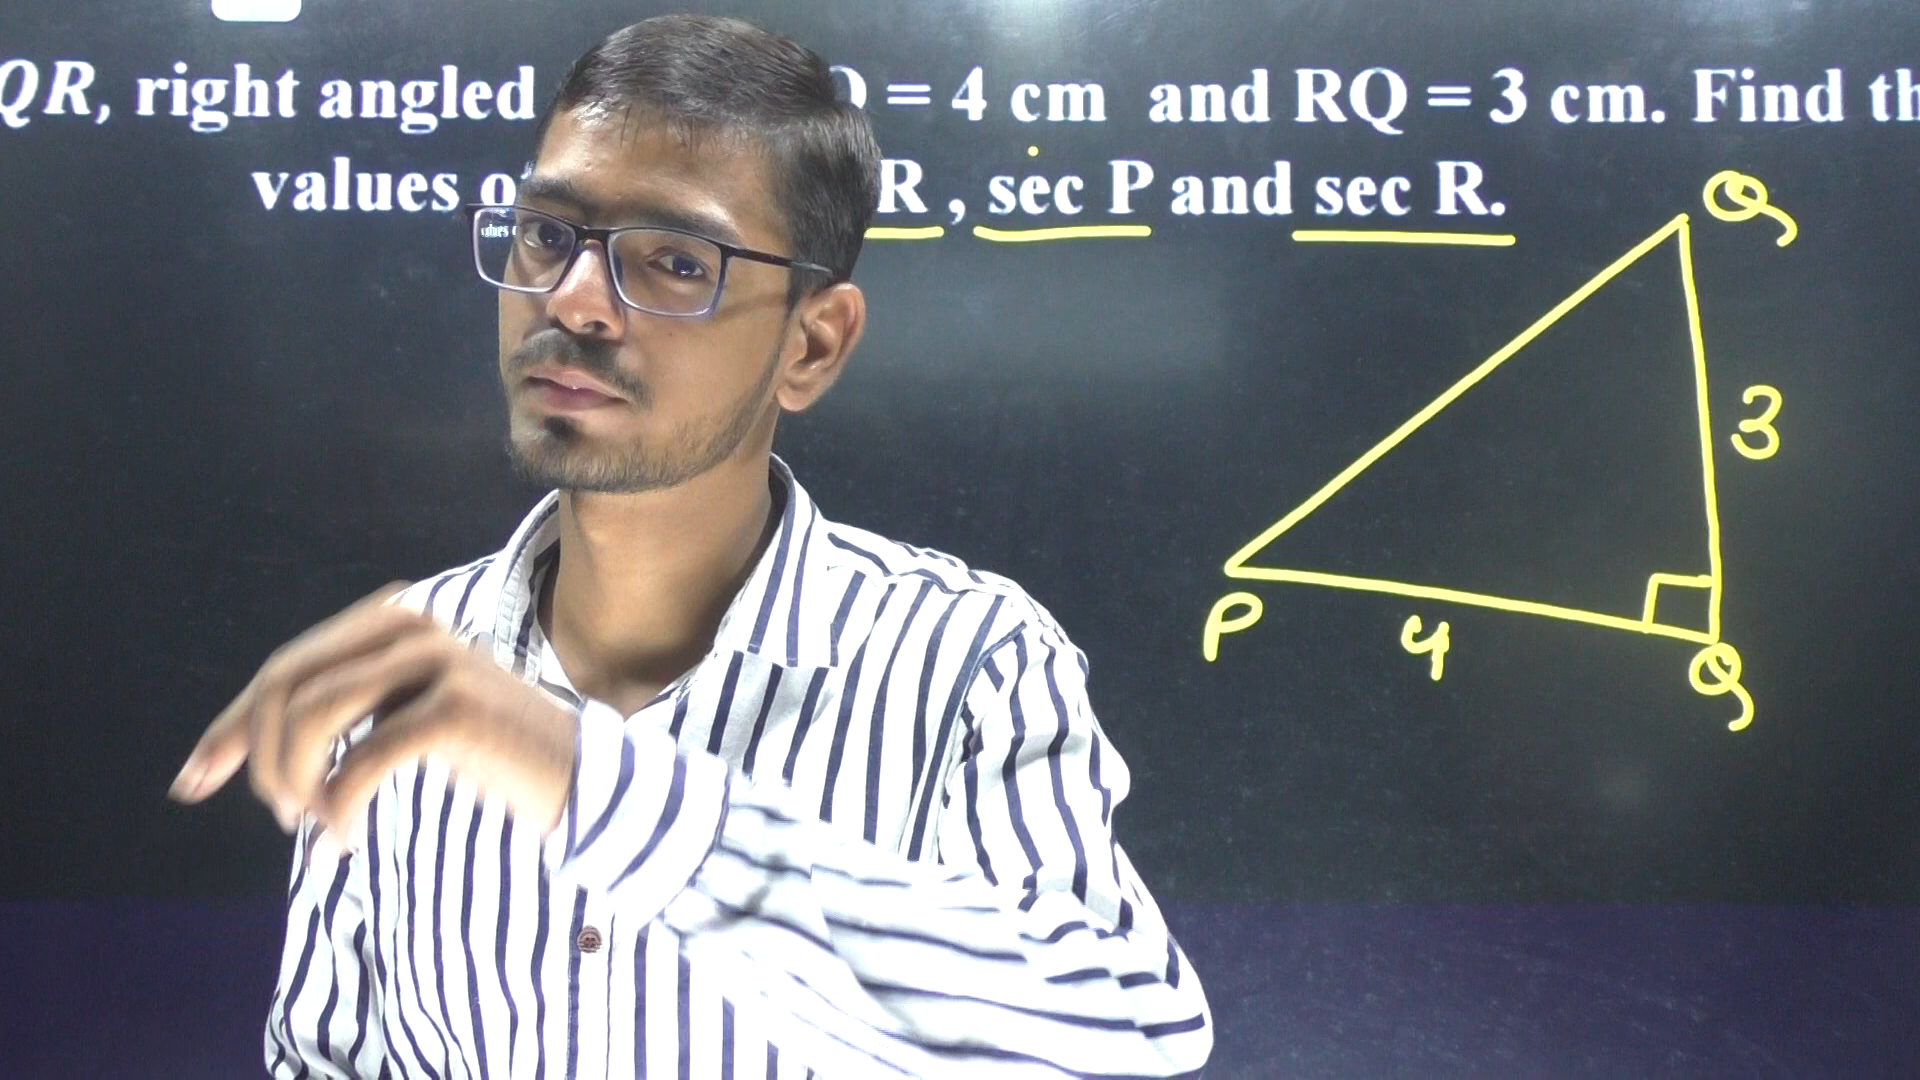 QR, right angled = 4 cm and RQ = 3 cm. Find th
values R, sec P and sec R.
Q
3
P
4
Q